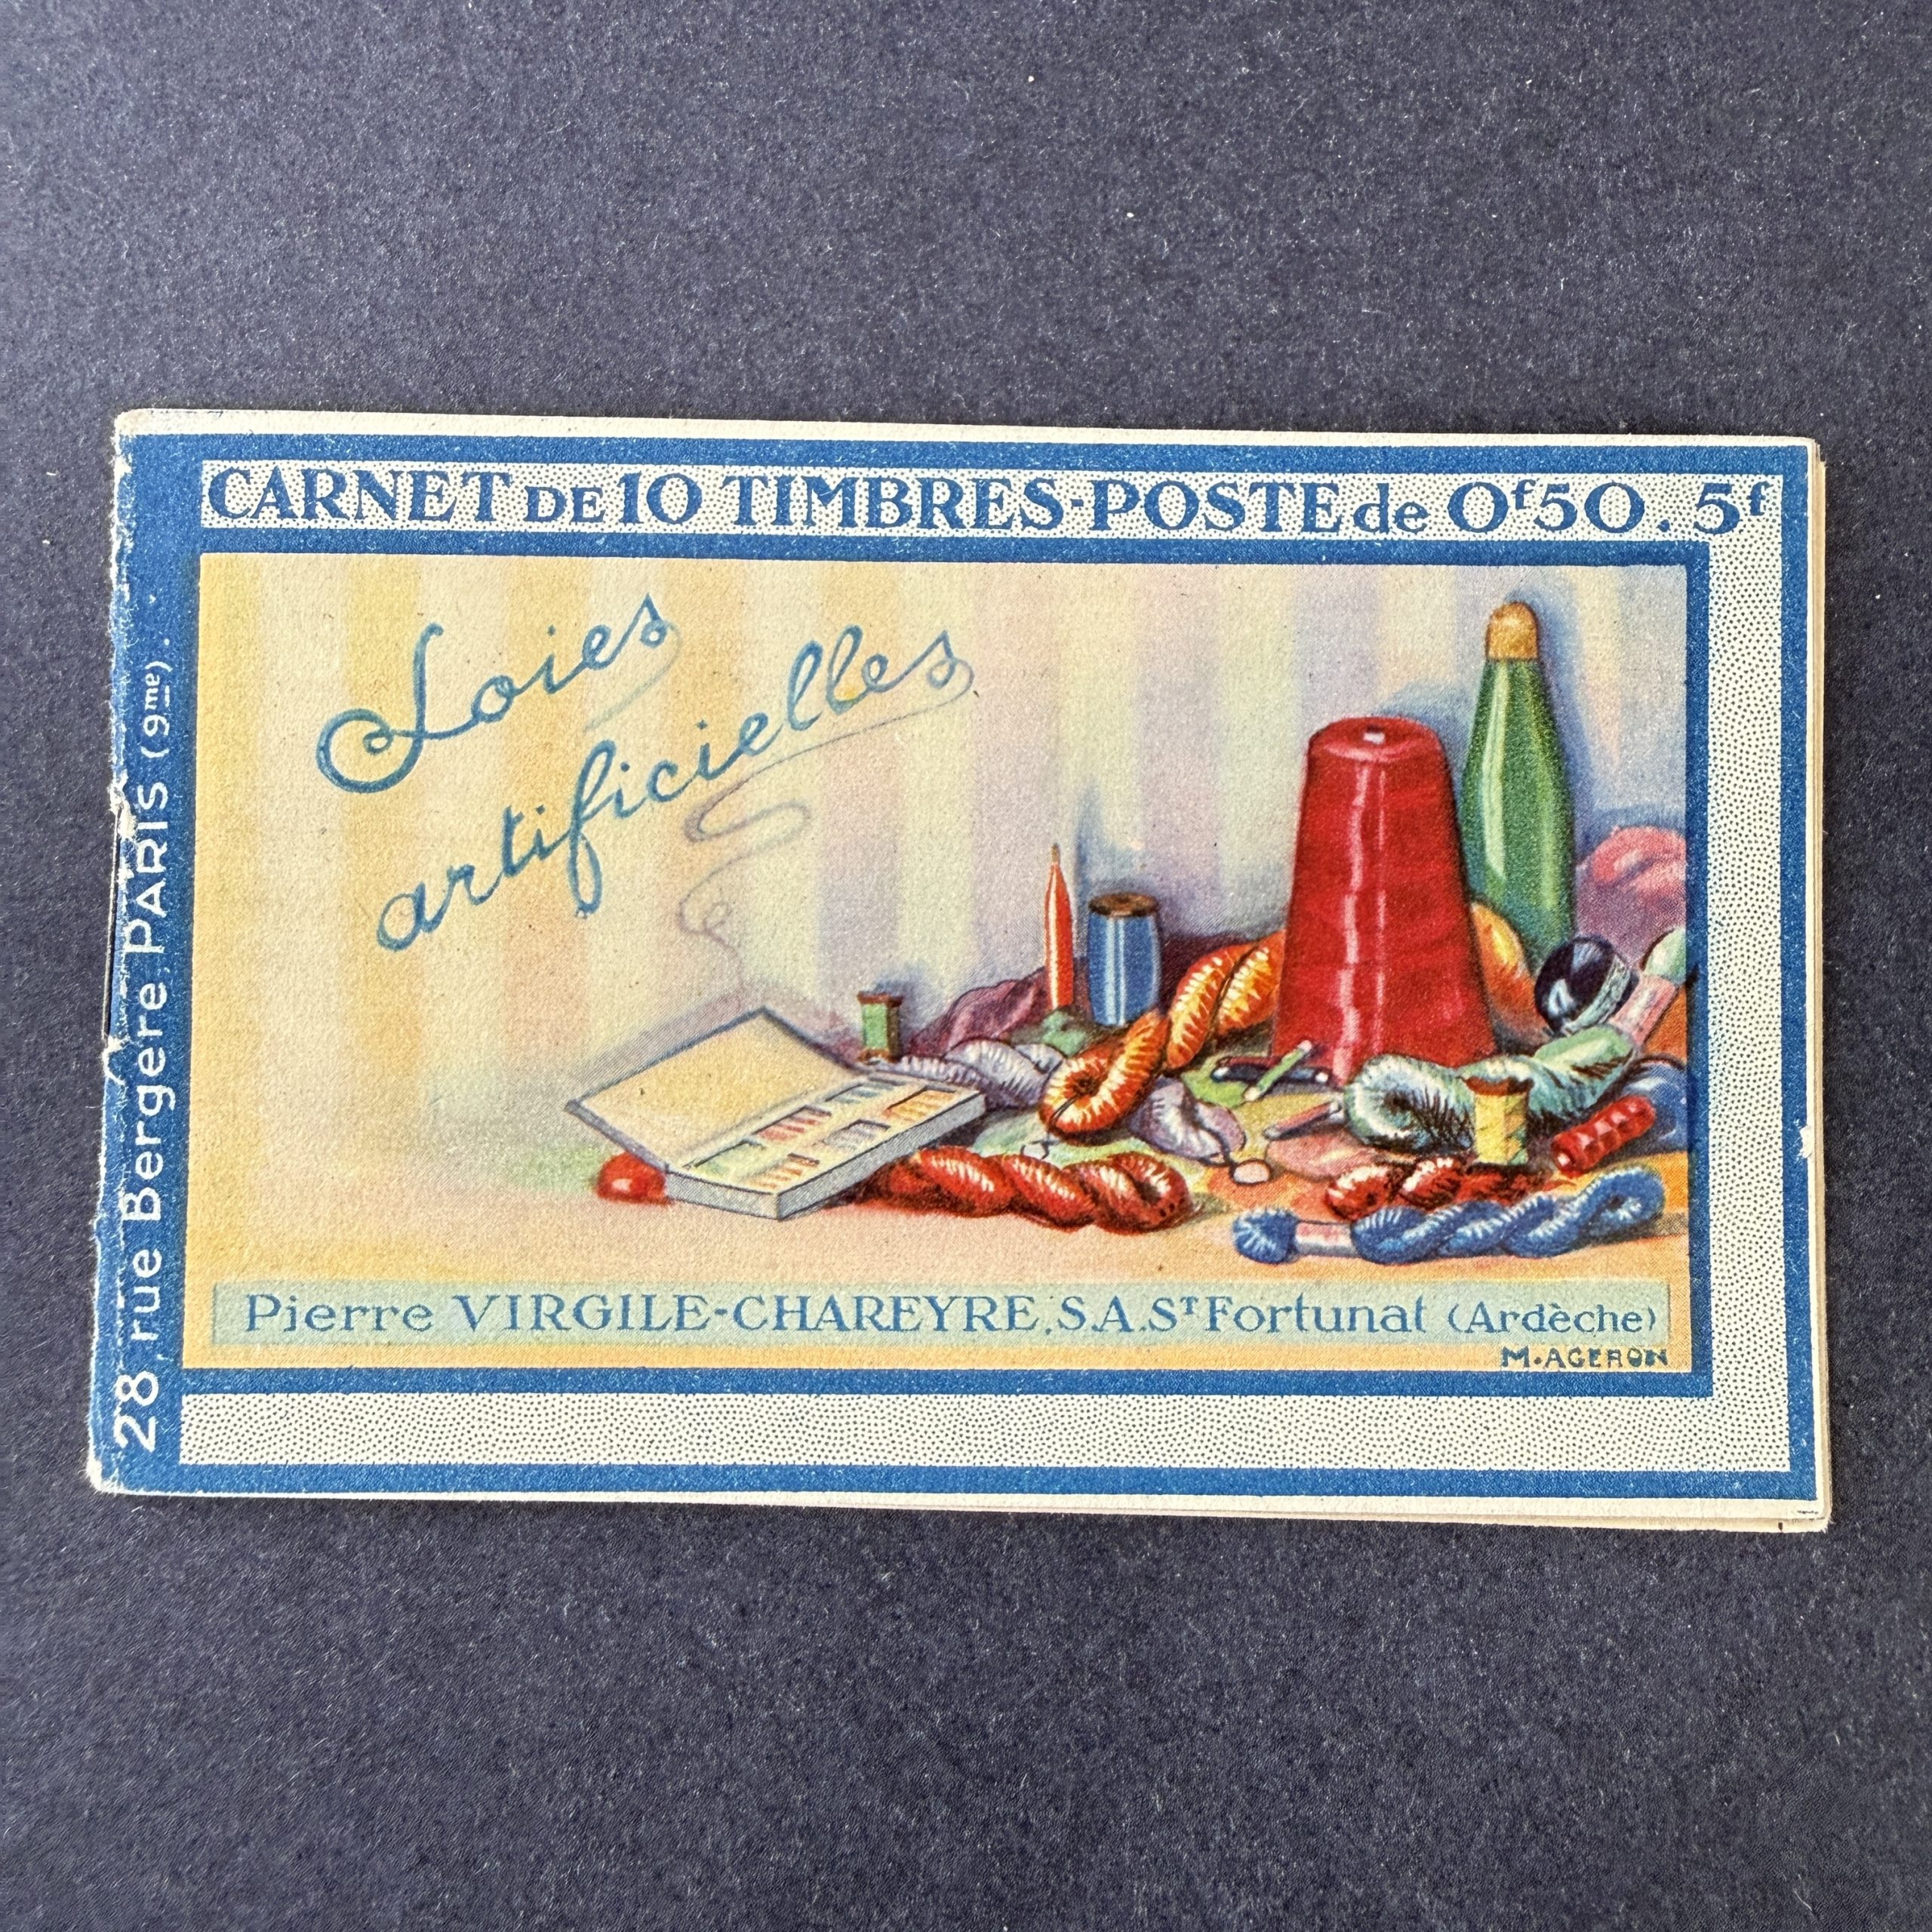 CARNET DE 10 TIMBRES-POSTE de 0f50. 5f
Soies
artificielles
Pierre VIRGILE-CHAREYRE, S.A. ST Fortunat (Ardèche)
M. AGERON
28, rue Bergère, PARIS (9me).